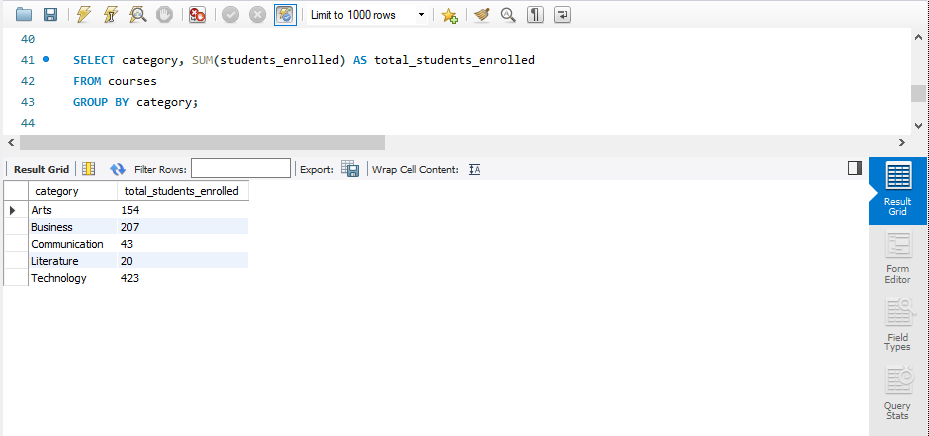 Limit to 1000 rows
40
41 SELECT category, SUM(students_enrolled) AS total_students_enrolled
42 FROM courses
43 GROUP BY category;
44
Result Grid Filter Rows: Export: Wrap Cell Content: IA
category total_students_enrolled
Arts 154
Business 207
Communication 43
Literature 20
Technology 423
Result
Grid
Form
Editor
Field
Types
Query
Stats